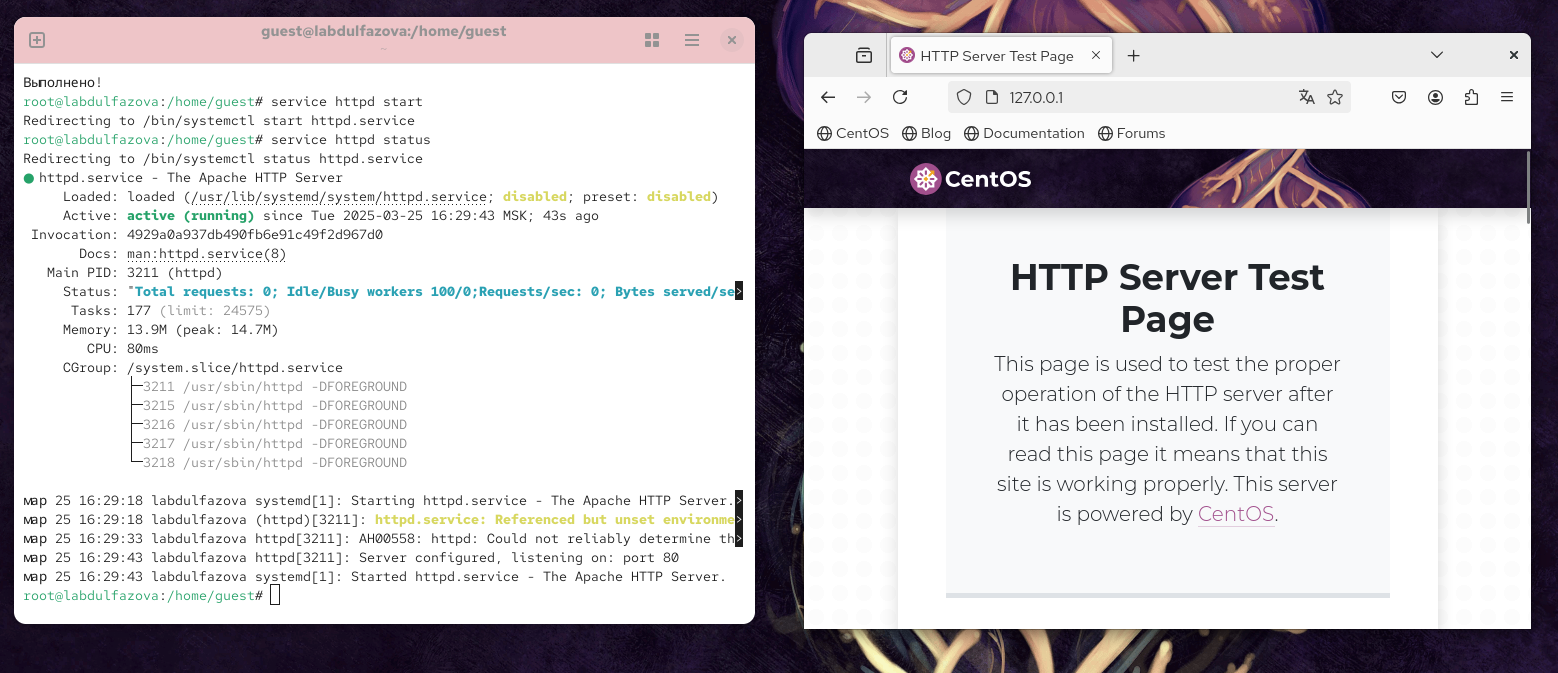 guest@labdulfazova:/home/guest
~
Выполнено!
root@labdulfazova:/home/guest# service httpd start
Redirecting to /bin/systemctl start httpd.service
root@labdulfazova:/home/guest# service httpd status
Redirecting to /bin/systemctl status httpd.service
● httpd.service - The Apache HTTP Server
Loaded: loaded (/usr/lib/systemd/system/httpd.service; disabled; preset: disabled)
Active: active (running) since Tue 2025-03-25 16:29:43 MSK; 43s ago
Invocation: 4929a0a937db490fb6e91c49f2d967d0
Docs: man:httpd.service(8)
Main PID: 3211 (httpd)
Status: "Total requests: 0; Idle/Busy workers 100/0;Requests/sec: 0; Bytes served/se>
Tasks: 177 (limit: 24575)
Memory: 13.9M (peak: 14.7M)
CPU: 80ms
CGroup: /system.slice/httpd.service
├─3211 /usr/sbin/httpd -DFOREGROUND
├─3215 /usr/sbin/httpd -DFOREGROUND
├─3216 /usr/sbin/httpd -DFOREGROUND
├─3217 /usr/sbin/httpd -DFOREGROUND
└─3218 /usr/sbin/httpd -DFOREGROUND
мар 25 16:29:18 labdulfazova systemd[1]: Starting httpd.service - The Apache HTTP Server.>
мар 25 16:29:18 labdulfazova (httpd)[3211]: httpd.service: Referenced but unset environme>
мар 25 16:29:33 labdulfazova httpd[3211]: AH00558: httpd: Could not reliably determine th>
мар 25 16:29:43 labdulfazova httpd[3211]: Server configured, listening on: port 80
мар 25 16:29:43 labdulfazova systemd[1]: Started httpd.service - The Apache HTTP Server.
root@labdulfazova:/home/guest#
HTTP Server Test Page
127.0.0.1
CentOS Blog Documentation Forums
CentOS
HTTP Server Test
Page
This page is used to test the proper
operation of the HTTP server after
it has been installed. If you can
read this page it means that this
site is working properly. This server
is powered by CentOS.